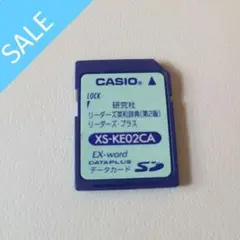 SALE
CASIO
LOCK
研究社
リーダーズ英和辞典(第2版)
リーダーズ・プラス
XS-KE02CA
EX-word
DATAPLUS
データカード
SD